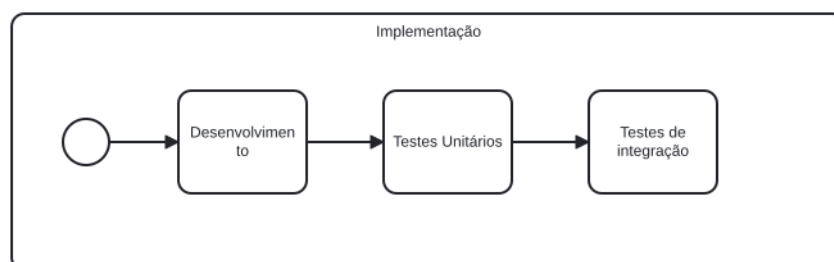 Implementação
Desenvolvimen
to
Testes Unitários
Testes de
integração